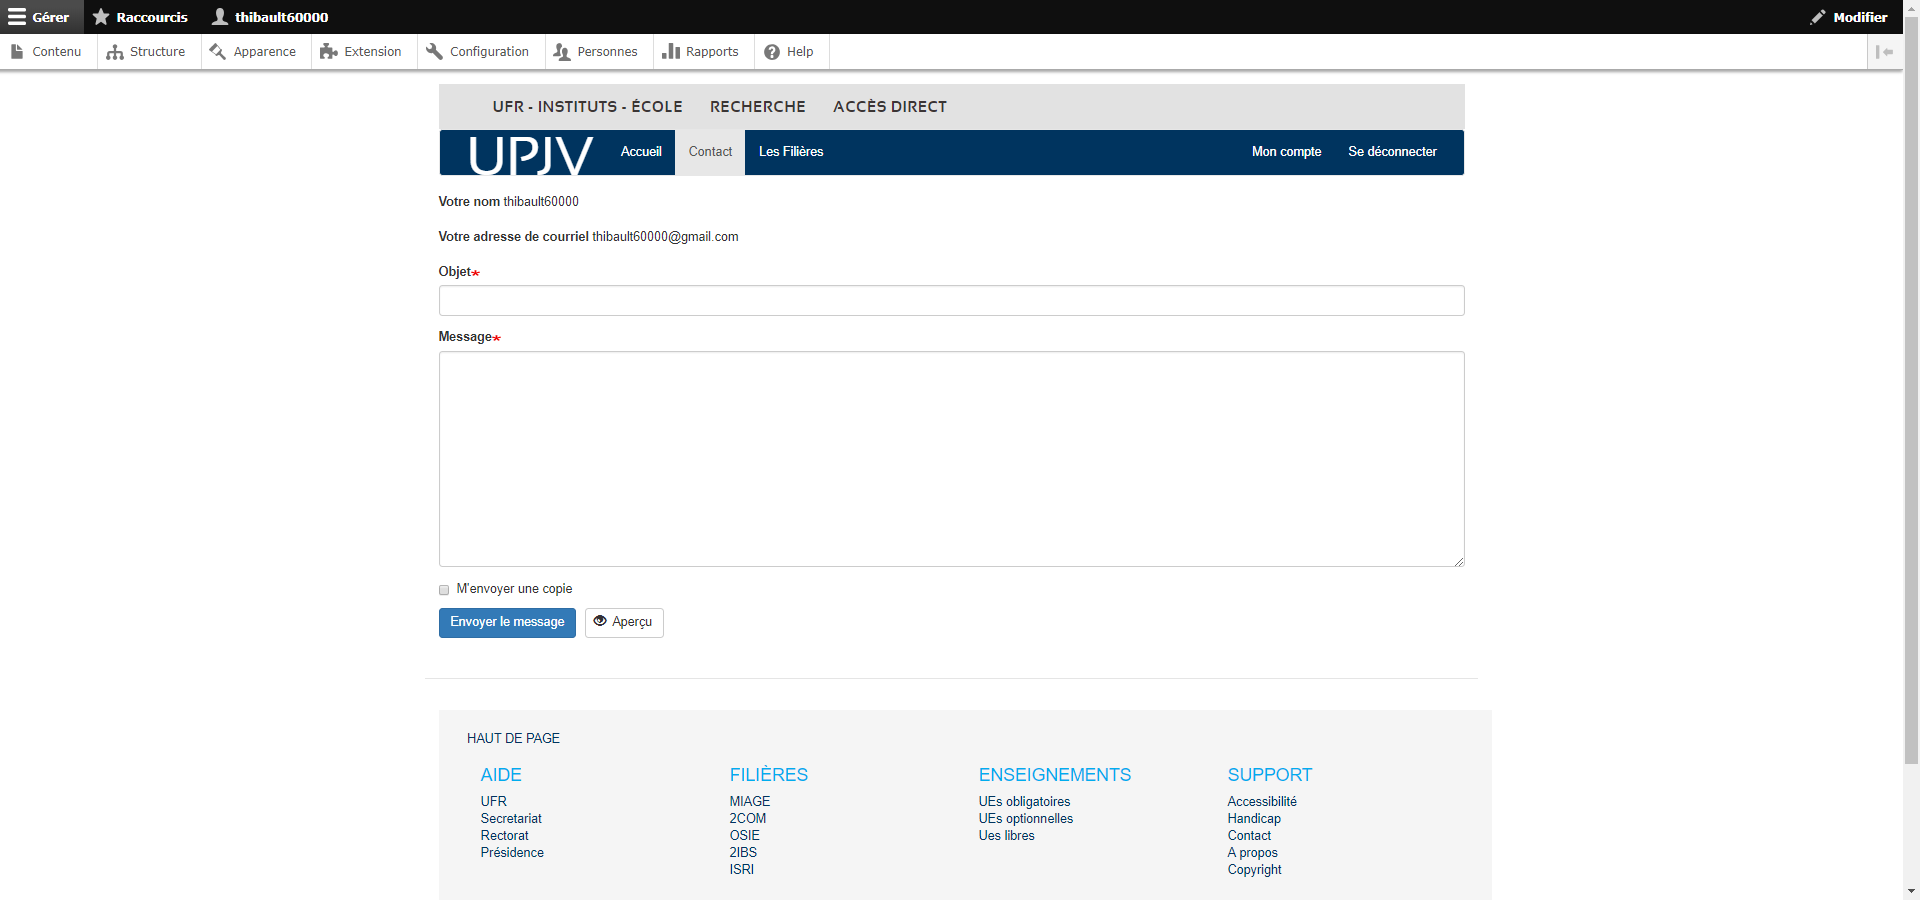 Gérer Raccourcis thibault60000 Modifier
Contenu Structure Apparence Extension Configuration Personnes Rapports Help
UFR - INSTITUTS - ÉCOLE RECHERCHE ACCÈS DIRECT
UPJV Accueil Contact Les Filières Mon compte Se déconnecter
Votre nom thibault60000
Votre adresse de courriel thibault60000@gmail.com
Objet*
Message*
M'envoyer une copie
Envoyer le message Aperçu
HAUT DE PAGE
AIDE FILIÈRES ENSEIGNEMENTS SUPPORT
UFR MIAGE UEs obligatoires Accessibilité
Secretariat 2COM UEs optionnelles Handicap
Rectorat OSIE Ues libres Contact
Présidence 2IBS A propos
ISRI Copyright